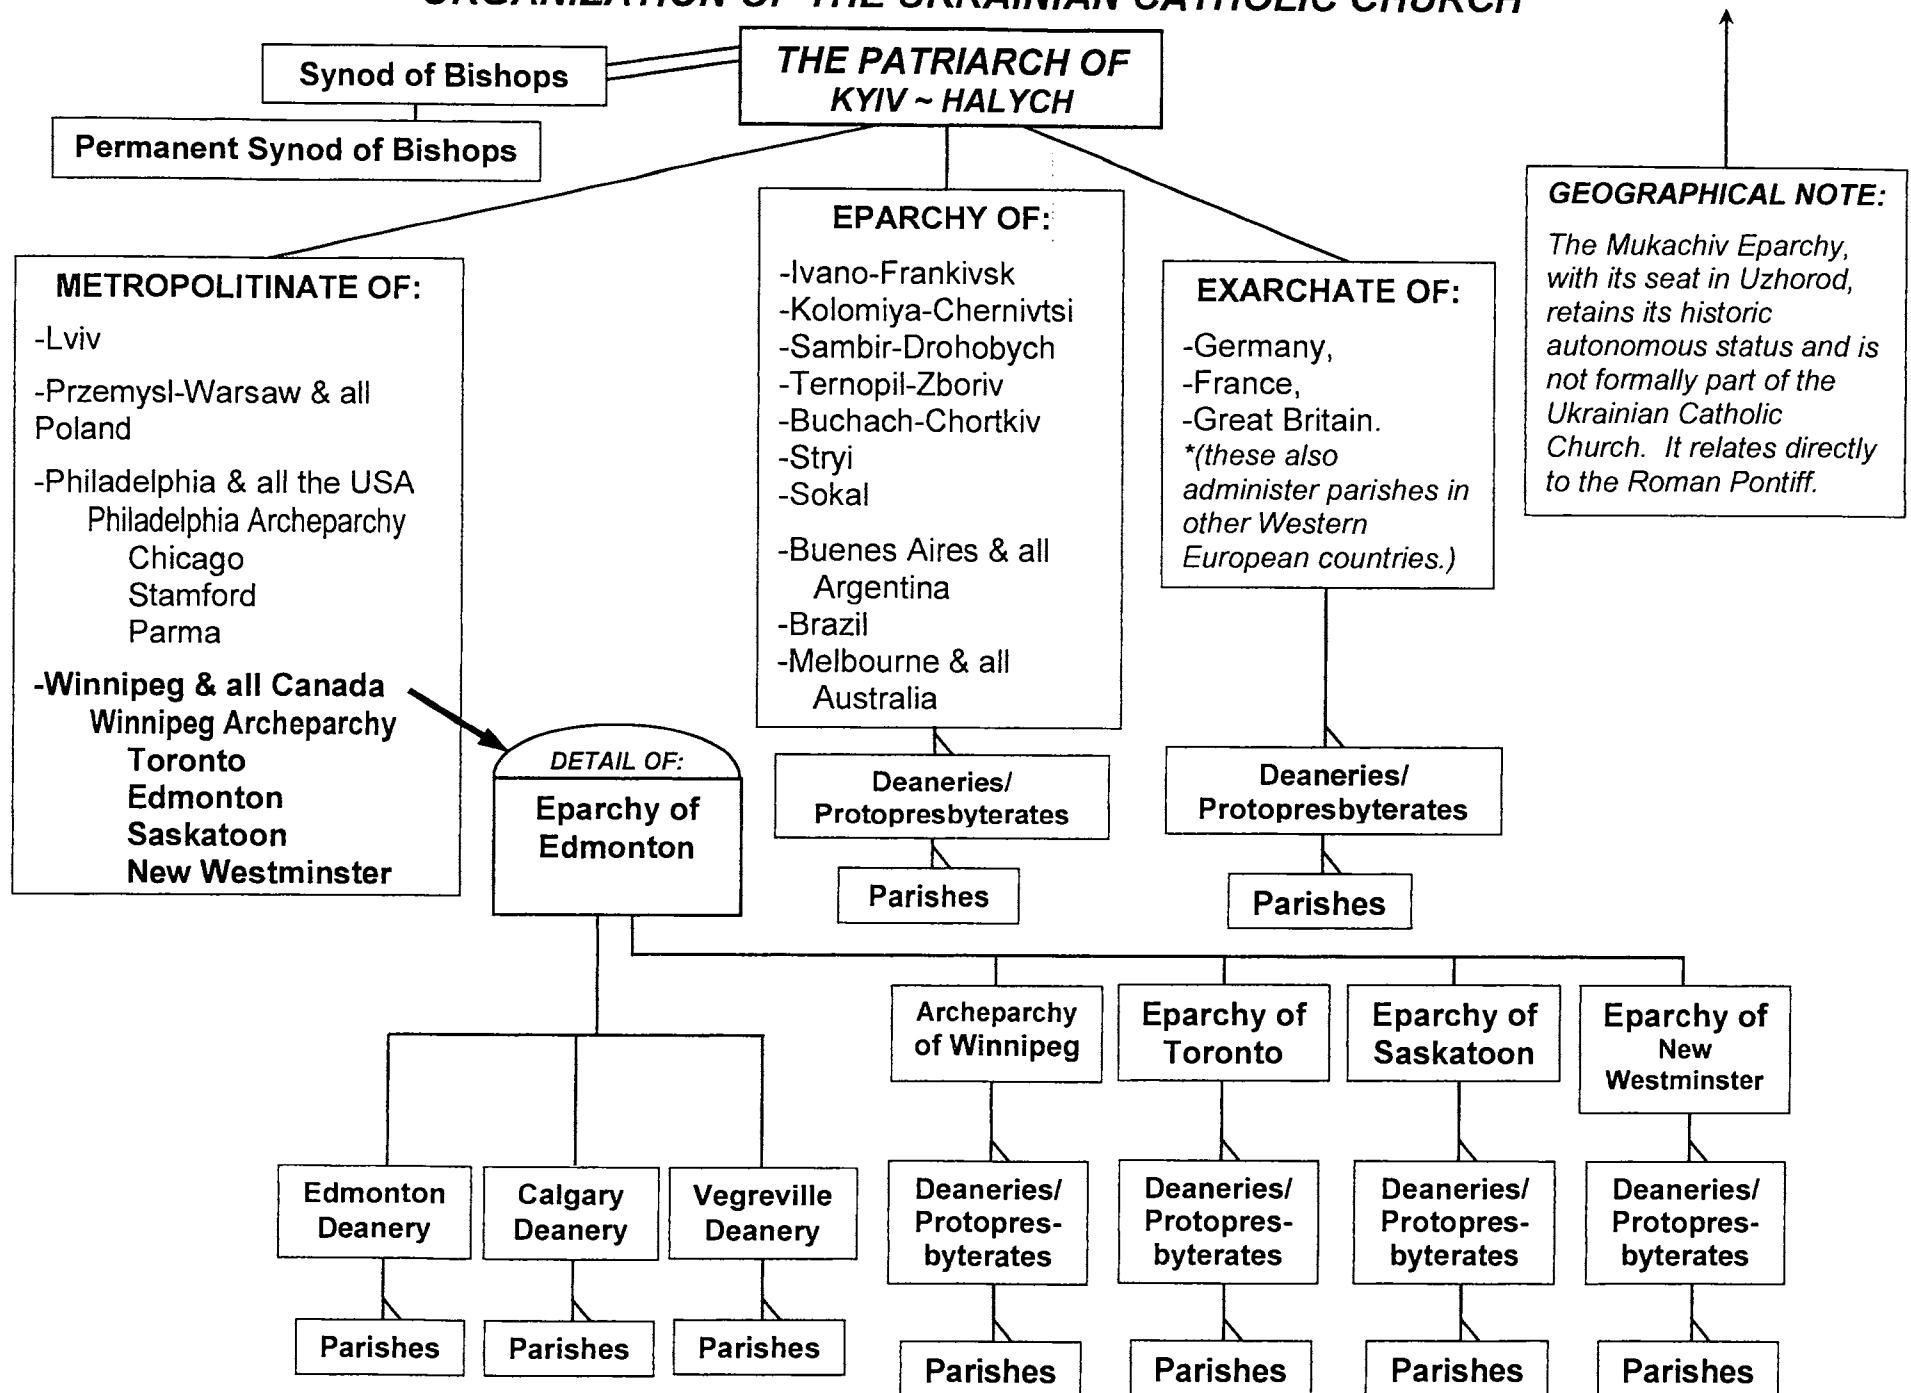 ORGANIZATION OF THE UKRAINIAN CATHOLIC CHURCH
THE PATRIARCH OF
KYIV ~ HALYCH
Synod of Bishops
Permanent Synod of Bishops
METROPOLITINATE OF:
-Lviv
-Przemysl-Warsaw & all
Poland
-Philadelphia & all the USA
Philadelphia Archeparchy
Chicago
Stamford
Parma
-Winnipeg & all Canada
Winnipeg Archeparchy
Toronto
Edmonton
Saskatoon
New Westminster
EPARCHY OF:
-Ivano-Frankivsk
-Kolomiya-Chernivtsi
-Sambir-Drohobych
-Ternopil-Zboriv
-Buchach-Chortkiv
-Stryi
-Sokal
-Buenes Aires & all
Argentina
-Brazil
-Melbourne & all
Australia
EXARCHATE OF:
-Germany,
-France,
-Great Britain.
*(these also
administer parishes in
other Western
European countries.)
GEOGRAPHICAL NOTE:
The Mukachiv Eparchy,
with its seat in Uzhorod,
retains its historic
autonomous status and is
not formally part of the
Ukrainian Catholic
Church. It relates directly
to the Roman Pontiff.
DETAIL OF:
Eparchy of
Edmonton
Deaneries/
Protopresbyterates
Parishes
Deaneries/
Protopresbyterates
Parishes
Edmonton
Deanery
Parishes
Calgary
Deanery
Parishes
Vegreville
Deanery
Parishes
Archeparchy
of Winnipeg
Deaneries/
Protopres-
byterates
Parishes
Eparchy of
Toronto
Deaneries/
Protopres-
byterates
Parishes
Eparchy of
Saskatoon
Deaneries/
Protopres-
byterates
Parishes
Eparchy of
New
Westminster
Deaneries/
Protopres-
byterates
Parishes